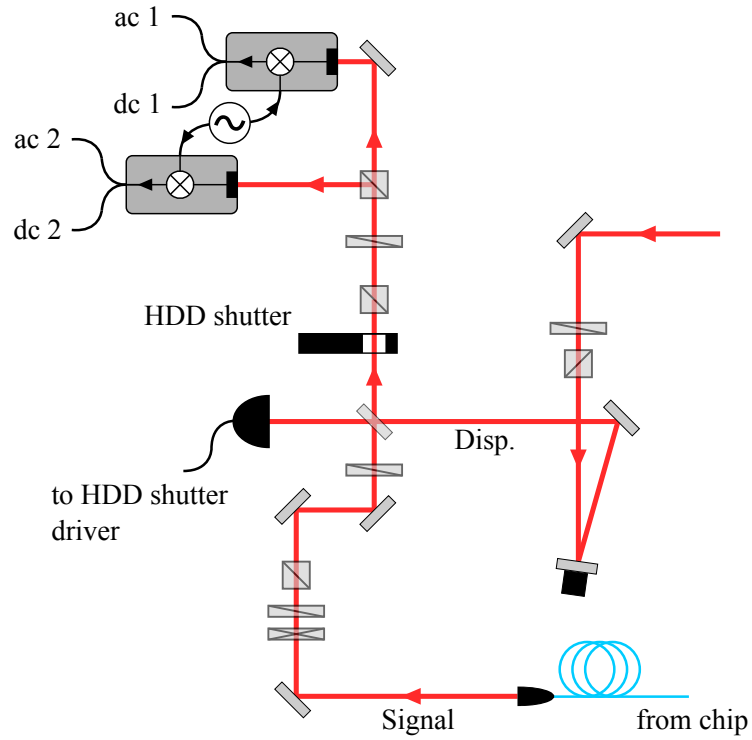 ac 1
dc 1
ac 2
dc 2
HDD shutter
Disp.
to HDD shutter
driver
Signal
from chip